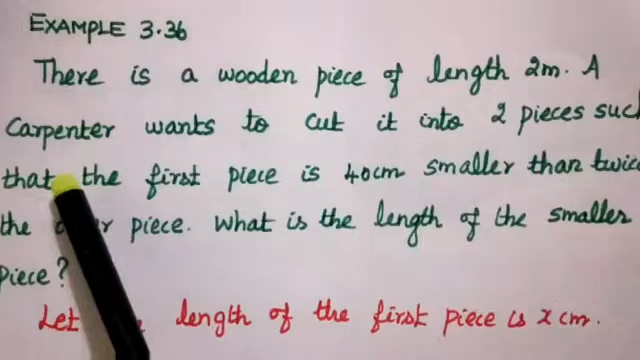 EXAMPLE 3.36
There is a wooden piece of length 2m. A
Carpenter wants to cut it into 2 pieces such
that the first piece is 40cm smaller than twice
the piece. What is the length of the smaller
piece?
Let length of the first piece is x cm.